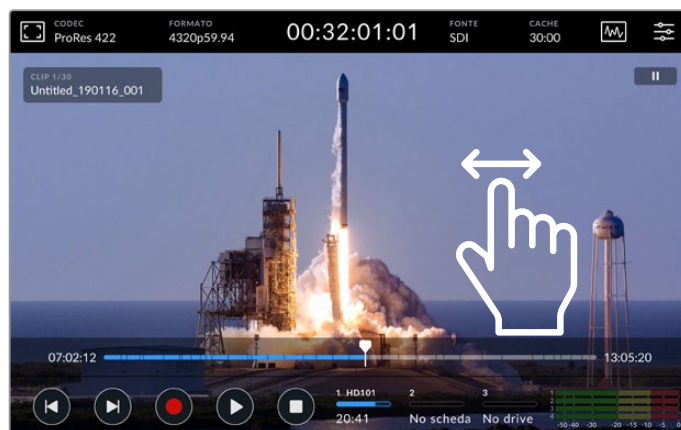 CODEC
ProRes 422
FORMATO
4320p59.94
00:32:01:01
FONTE
SDI
CACHE
30:00
CLIP 1/30
Untitled_190116_001
07:02:12
13:05:20
1 HD101
20:41
2
No scheda
3
No drive
1
-50 -40 -30 -20 -15 -10 -5 0